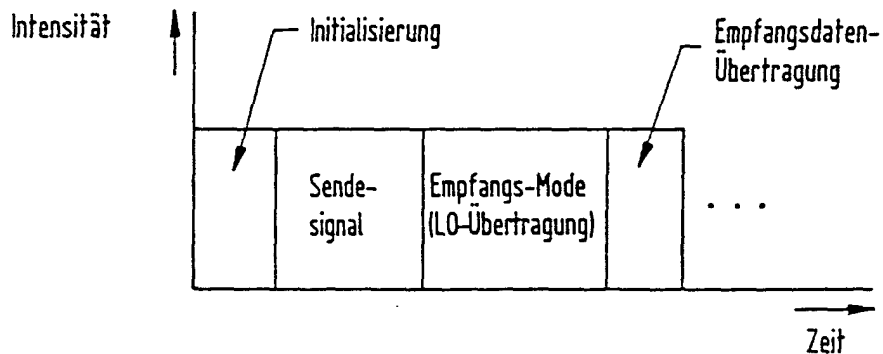 Intensität
Initialisierung
Empfangsdaten-
Übertragung
Sende-
signal
Empfangs-Mode
(LO-Übertragung)
. . .
Zeit